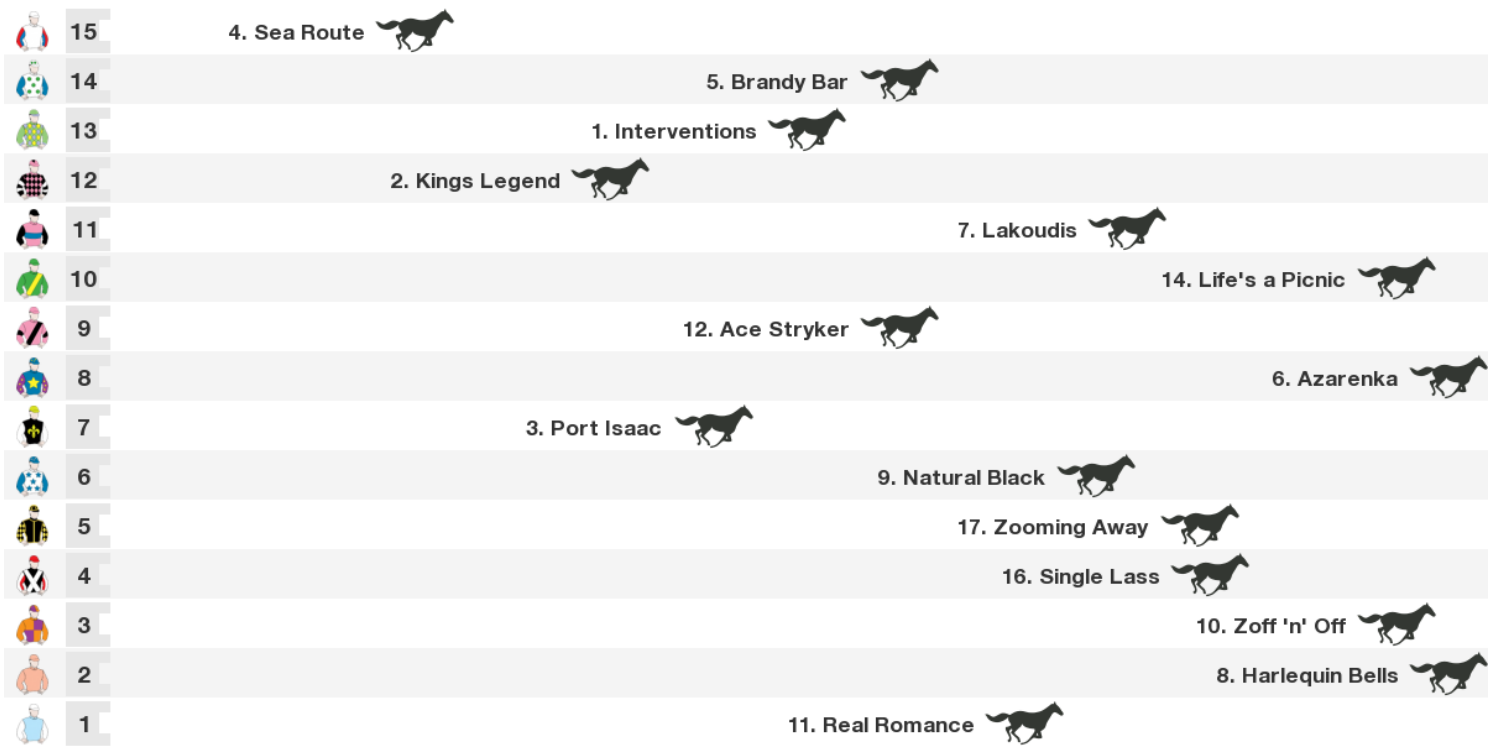 15 4. Sea Route
14 5. Brandy Bar
13 1. Interventions
12 2. Kings Legend
11 7. Lakoudis
10 14. Life's a Picnic
9 12. Ace Stryker
8 6. Azarenka
7 3. Port Isaac
6 9. Natural Black
5 17. Zooming Away
4 16. Single Lass
3 10. Zoff 'n' Off
2 8. Harlequin Bells
1 11. Real Romance